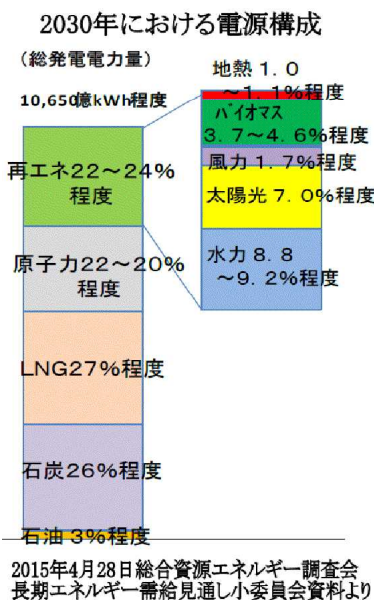 2030年における電源構成
（総発電電力量）
10,650億kWh程度
再エネ22～24%
程度
原子力22～20%
程度
LNG27%程度
石炭26%程度
石油3%程度
地熱1.0
～1.1%程度
バイオマス
3.7～4.6%程度
風力1.7%程度
太陽光7.0%程度
水力8.8
～9.2%程度
2015年4月28日総合資源エネルギー調査会
長期エネルギー需給見通し小委員会資料より